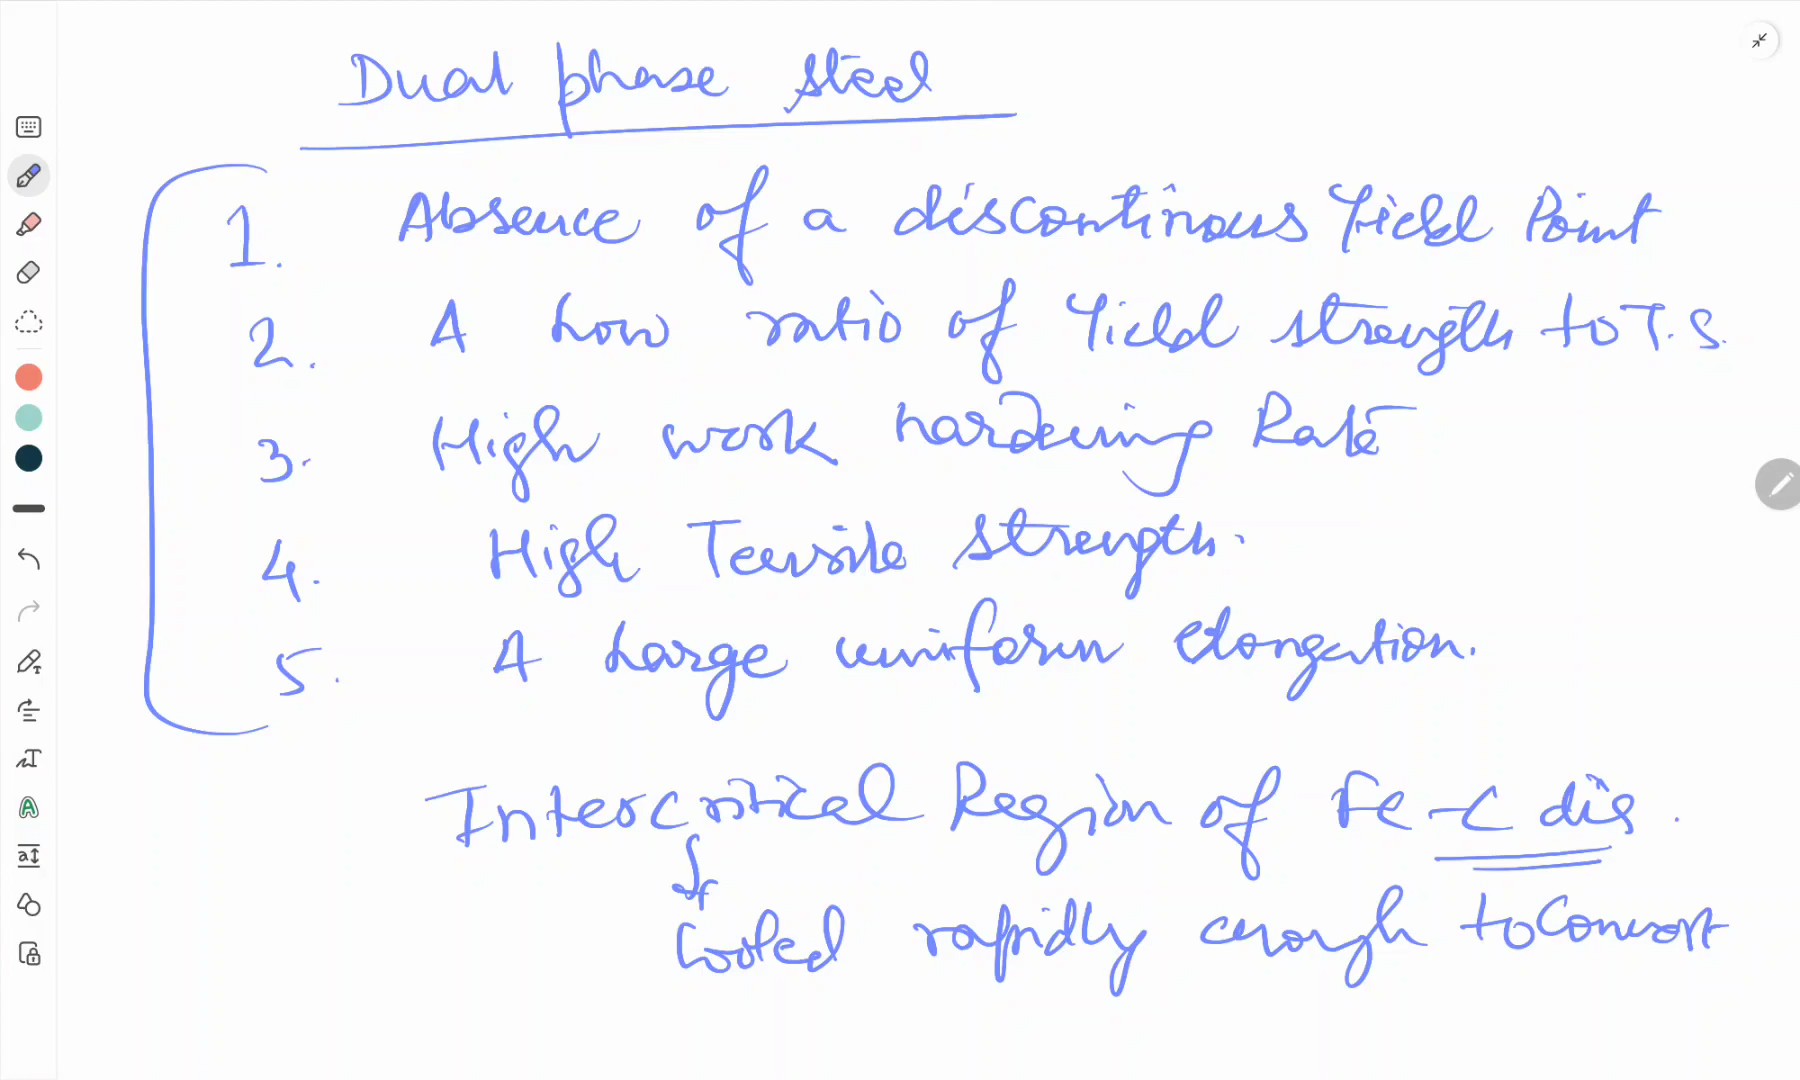 Dual phase steel
1. Absence of a discontinous Yield Point
2. A Low ratio of Yield strength to T.S.
3. High work hardening Rate
4. High Tensile strength.
5. A Large uniform elongation.
Intercritical Region of Fe-C dia.
Cooled rapidly enough to Convert